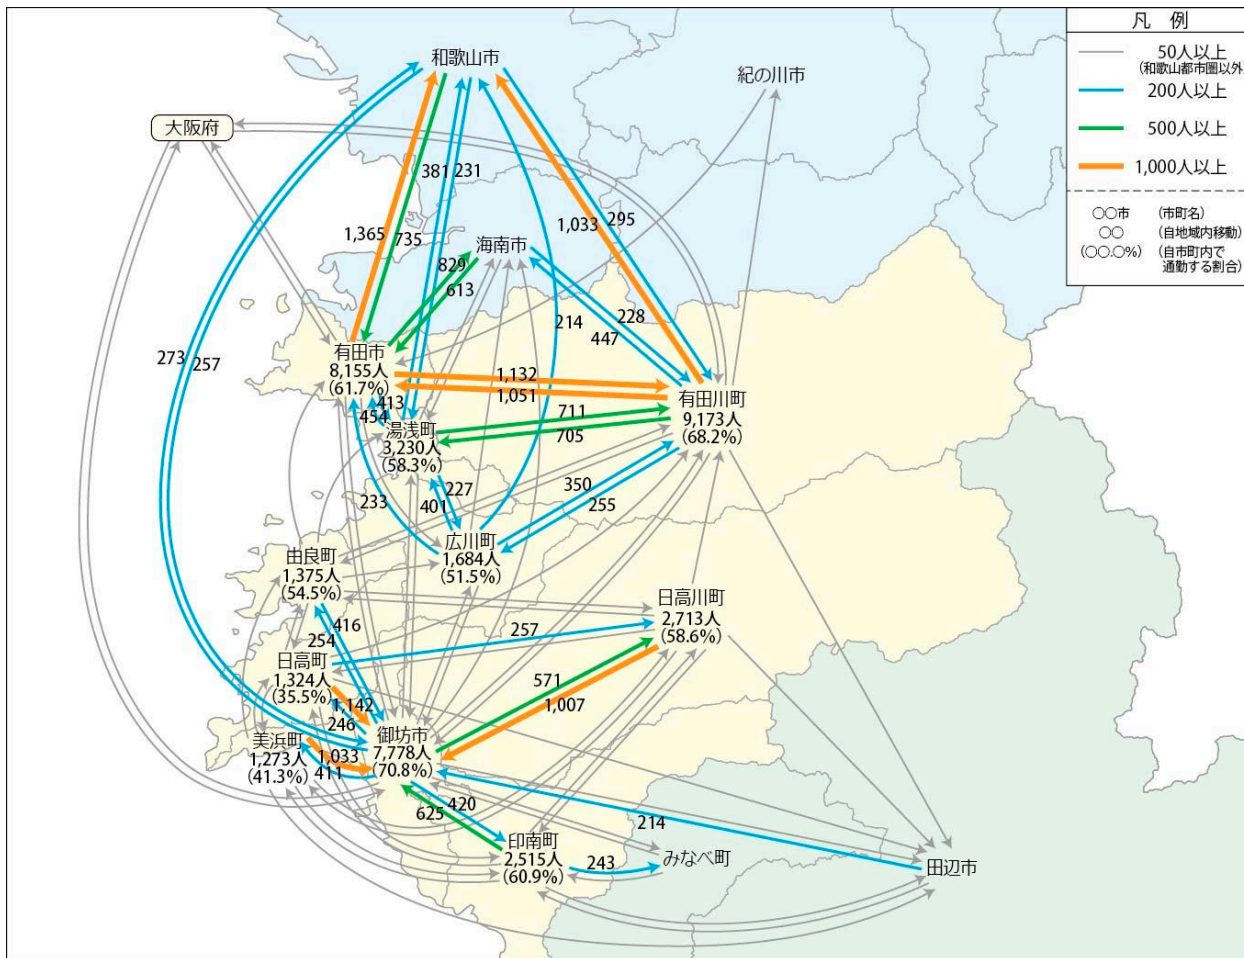 凡 例
50人以上
(和歌山都市圏以外)
200人以上
500人以上
1,000人以上
○○市 (市町名)
○○ (自地域内移動)
(○○.○%) (自市町内で
通勤する割合)
和歌山市
紀の川市
大阪府
381
231
1,365
735
1,033
295
海南市
829
613
214
228
447
273
257
有田市
8,155人
(61.7%)
1,132
1,051
413
454
有田川町
9,173人
(68.2%)
湯浅町
3,230人
(58.3%)
711
705
227
401
233
350
255
広川町
1,684人
(51.5%)
由良町
1,375人
(54.5%)
416
254
日高川町
2,713人
(58.6%)
257
日高町
1,324人
(35.5%)
1,142
246
571
1,007
美浜町
1,273人
(41.3%)
1,033
411
御坊市
7,778人
(70.8%)
420
625
214
印南町
2,515人
(60.9%)
243
みなべ町
田辺市